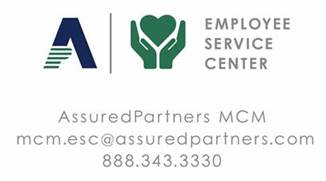 EMPLOYEE
SERVICE
CENTER
AssuredPartners MCM
mcm.esc@assuredpartners.com
888.343.3330